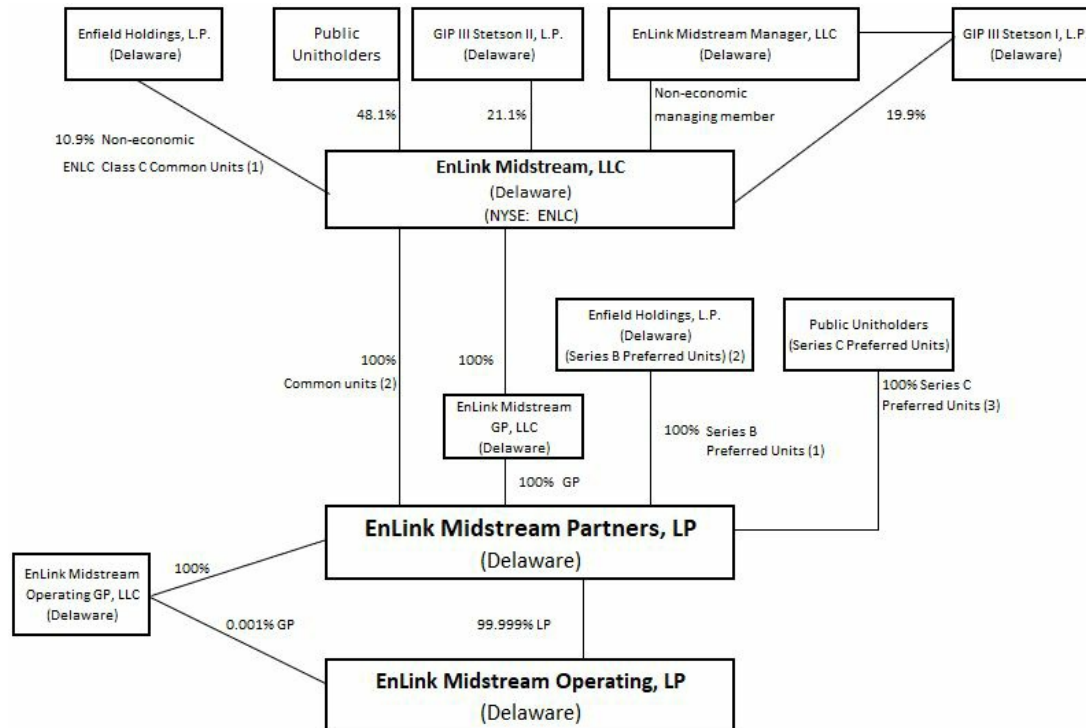 Enfield Holdings, L.P.
(Delaware)
Public
Unitholders
GIP III Stetson II, L.P.
(Delaware)
EnLink Midstream Manager, LLC
(Delaware)
GIP III Stetson I, L.P.
(Delaware)
10.9% Non-economic
ENLC Class C Common Units (1)
48.1%
21.1%
Non-economic
managing member
19.9%
EnLink Midstream, LLC
(Delaware)
(NYSE: ENLC)
100%
Common units (2)
100%
Enfield Holdings, L.P.
(Delaware)
(Series B Preferred Units) (2)
Public Unitholders
(Series C Preferred Units)
EnLink Midstream
GP, LLC
(Delaware)
100% Series B
Preferred Units (1)
100% Series C
Preferred Units (3)
100% GP
EnLink Midstream Partners, LP
(Delaware)
EnLink Midstream
Operating GP, LLC
(Delaware)
100%
0.001% GP
99.999% LP
EnLink Midstream Operating, LP
(Delaware)